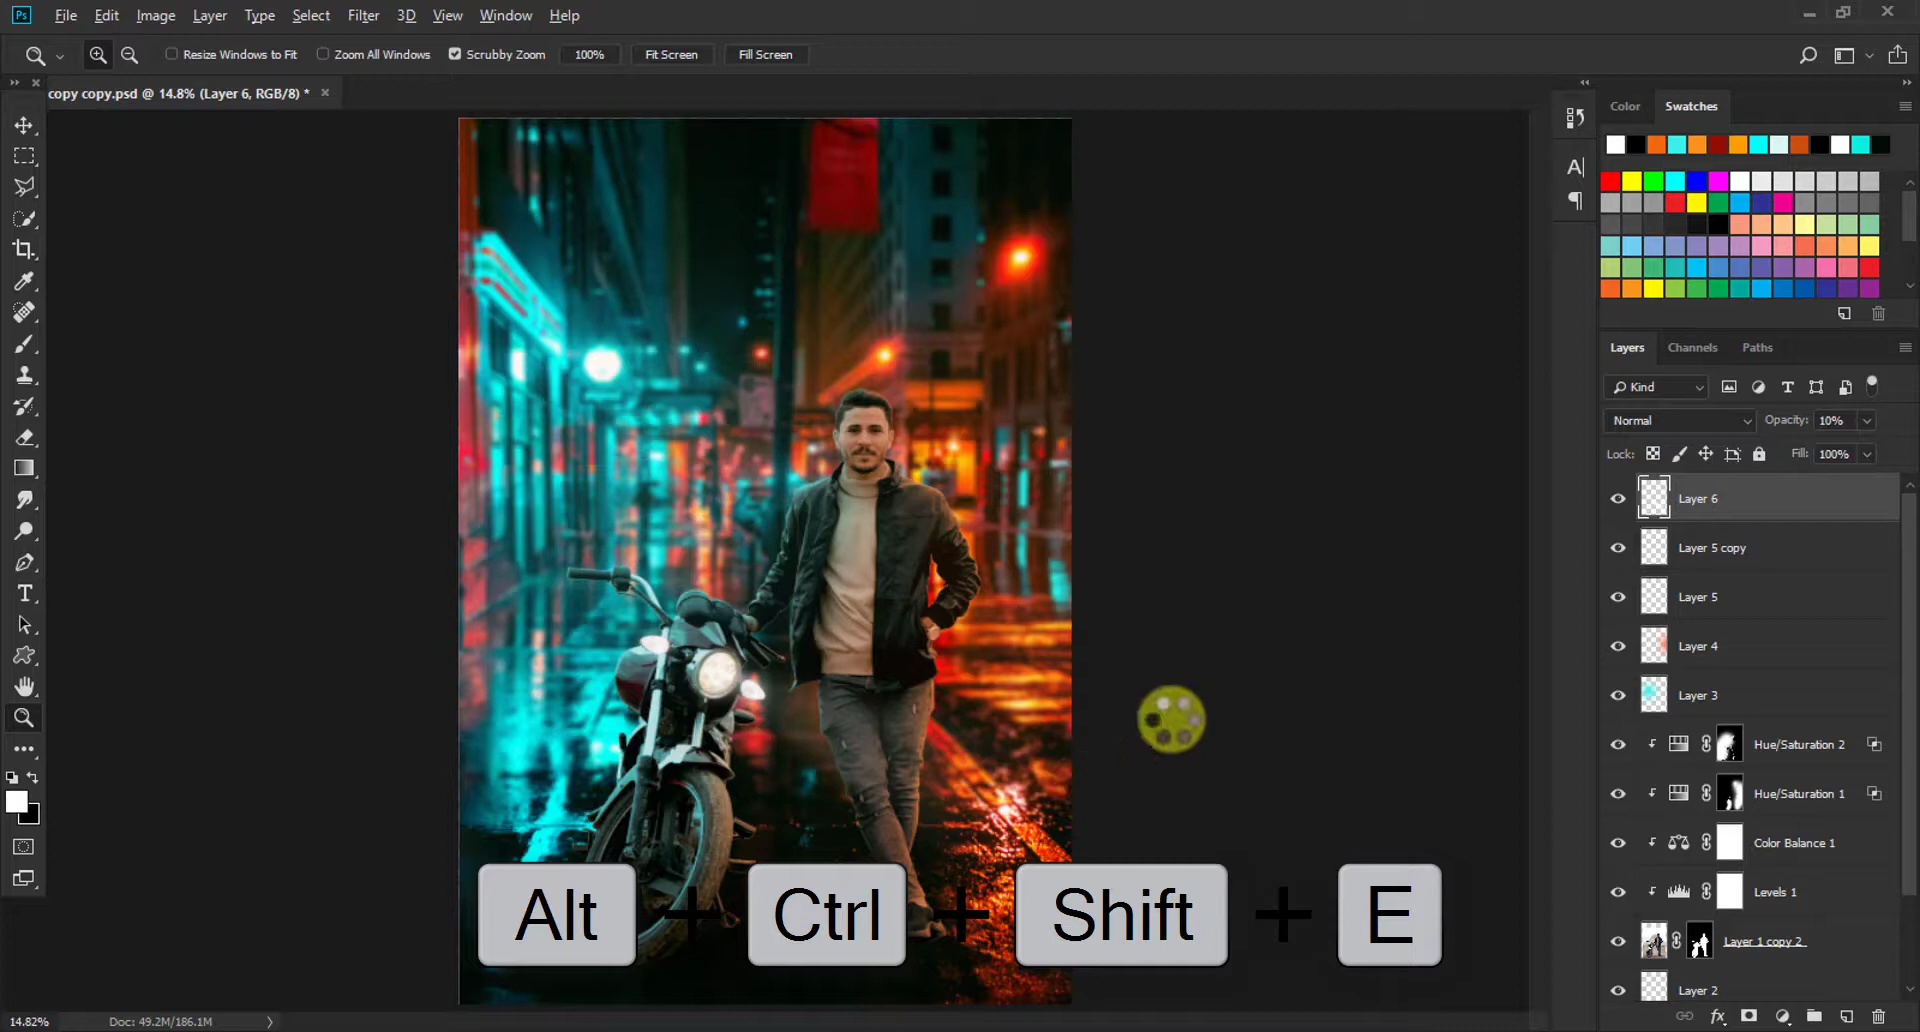 Ps File Edit Image Layer Type Select Filter 3D View Window Help
Resize Windows to Fit Zoom All Windows Scrubby Zoom 100% Fit Screen Fill Screen
copy copy.psd @ 14.8% (Layer 6, RGB/8) *
Color Swatches
Layers Channels Paths
Kind
Normal Opacity: 10%
Lock: Fill: 100%
Layer 6
Layer 5 copy
Layer 5
Layer 4
Layer 3
Hue/Saturation 2
Hue/Saturation 1
Color Balance 1
Levels 1
Layer 1 copy 2
Layer 2
Alt + Ctrl + Shift + E
14.82% Doc: 49.2M/186.1M